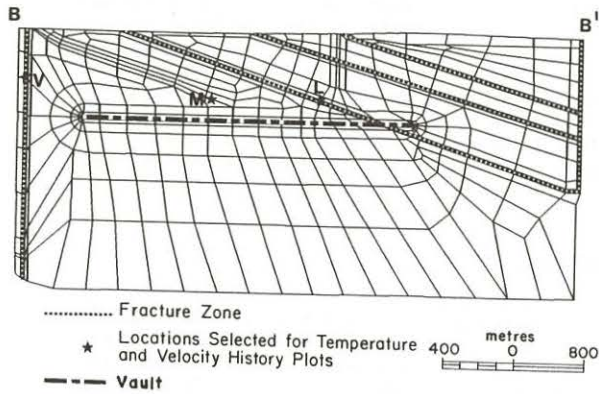 B
B'
V
M
L
Fracture Zone
Locations Selected for Temperature
and Velocity History Plots
Vault
metres
400 0 800